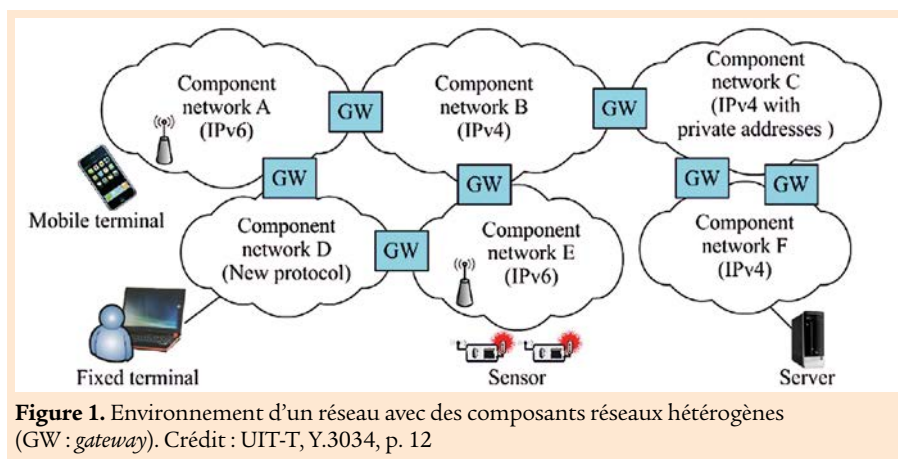 Component
network A
(IPv6)
GW
Component
network B
(IPv4)
GW
Component
network C
(IPv4 with
private addresses )
Mobile terminal
GW
GW
GW
GW
Component
network D
(New protocol)
GW
Component
network E
(IPv6)
Component
network F
(IPv4)
Fixed terminal
Sensor
Server
Figure 1. Environnement d’un réseau avec des composants réseaux hétérogènes
(GW : gateway). Crédit : UIT-T, Y.3034, p. 12